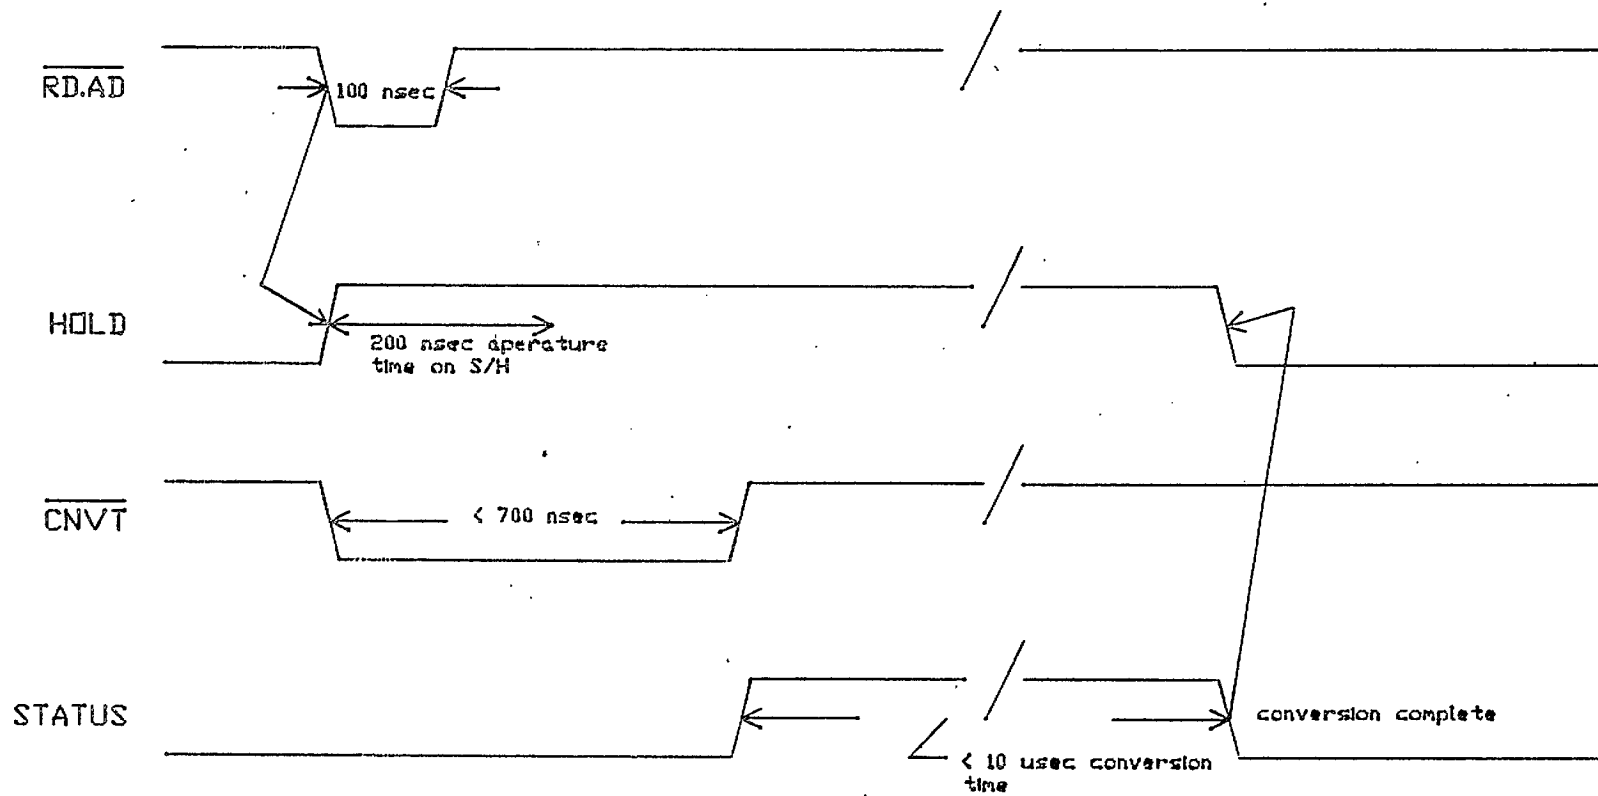 RD.AD
100 nsec
HOLD
200 nsec aperature
time on S/H
CNVT
< 700 nsec
STATUS
conversion complete
< 10 usec conversion
time